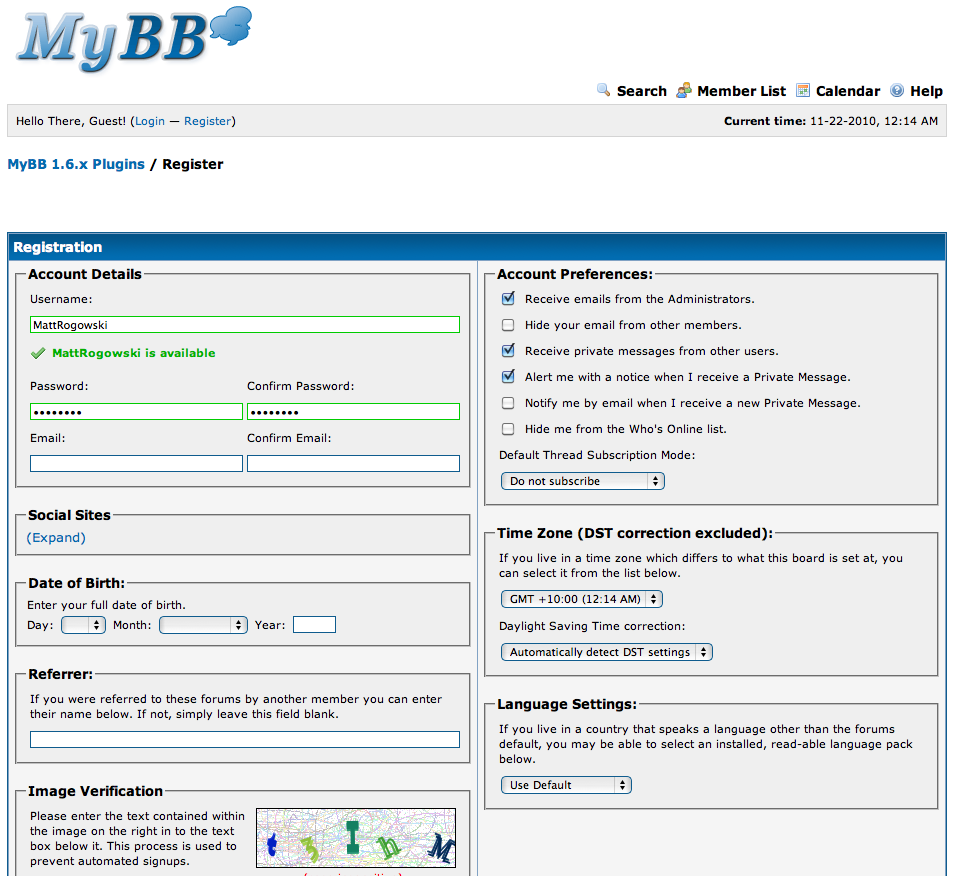 MyBB
Search Member List Calendar Help
Hello There, Guest! (Login — Register)
Current time: 11-22-2010, 12:14 AM
MyBB 1.6.x Plugins / Register
Registration
Account Details
Username:
MattRogowski
MattRogowski is available
Password: Confirm Password:
•••••••• ••••••••
Email: Confirm Email:
Social Sites
(Expand)
Date of Birth:
Enter your full date of birth.
Day: Month: Year:
Referrer:
If you were referred to these forums by another member you can enter
their name below. If not, simply leave this field blank.
Image Verification
Please enter the text contained within
the image on the right in to the text
box below it. This process is used to
prevent automated signups.
Account Preferences:
Receive emails from the Administrators.
Hide your email from other members.
Receive private messages from other users.
Alert me with a notice when I receive a Private Message.
Notify me by email when I receive a new Private Message.
Hide me from the Who's Online list.
Default Thread Subscription Mode:
Do not subscribe
Time Zone (DST correction excluded):
If you live in a time zone which differs to what this board is set at, you
can select it from the list below.
GMT +10:00 (12:14 AM)
Daylight Saving Time correction:
Automatically detect DST settings
Language Settings:
If you live in a country that speaks a language other than the forums
default, you may be able to select an installed, read-able language pack
below.
Use Default